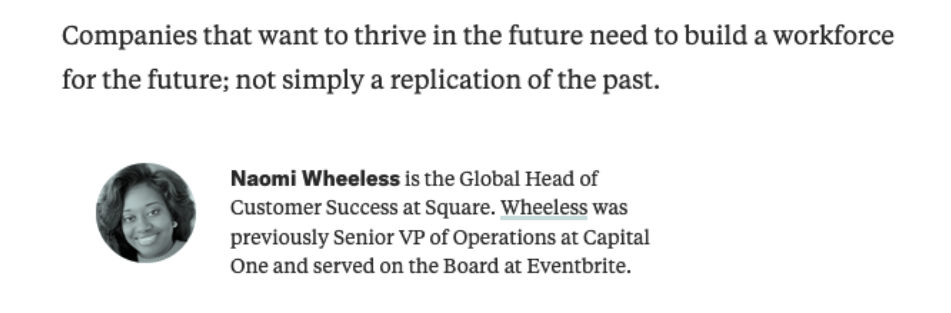 Companies that want to thrive in the future need to build a workforce
for the future; not simply a replication of the past.
Naomi Wheeless is the Global Head of
Customer Success at Square. Wheeless was
previously Senior VP of Operations at Capital
One and served on the Board at Eventbrite.